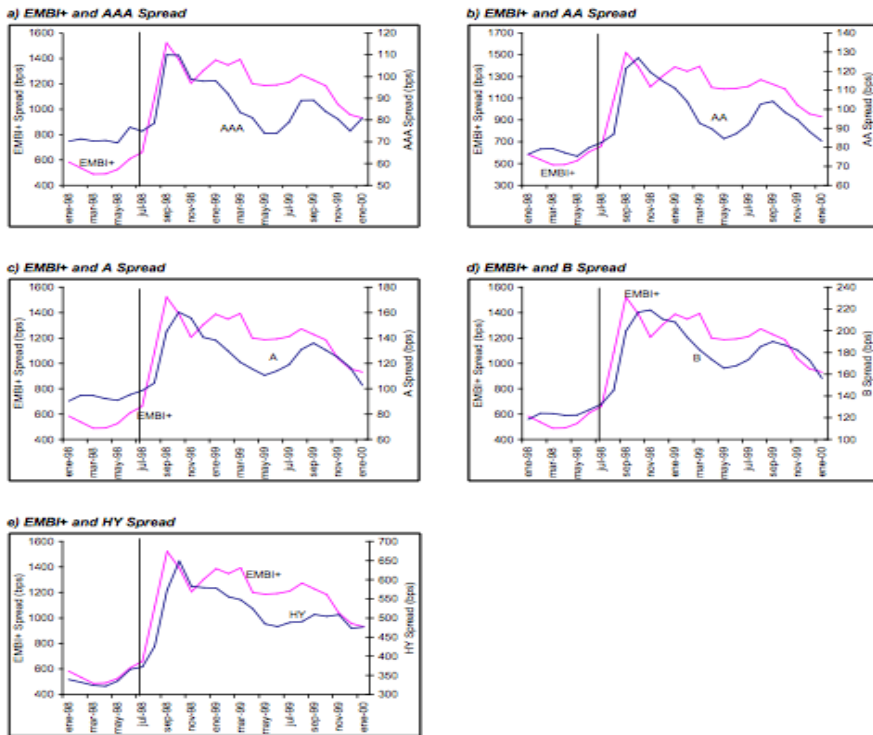 a) EMBI+ and AAA Spread
1600
1400
1200
1000
800
600
400
120
110
100
90
80
70
60
50
EMBI+ Spread (bps)
AAA Spread (bps)
AAA
EMBI+
ene-98
mar-98
may-98
jul-98
sep-98
nov-98
ene-99
mar-99
may-99
jul-99
sep-99
nov-99
ene-00
b) EMBI+ and AA Spread
1700
1500
1300
1100
900
700
500
300
140
130
120
110
100
90
80
70
60
EMBI+ Spread (bps)
AA Spread (bps)
AA
EMBI+
ene-98
mar-98
may-98
jul-98
sep-98
nov-98
ene-99
mar-99
may-99
jul-99
sep-99
nov-99
ene-00
c) EMBI+ and A Spread
1600
1400
1200
1000
800
600
400
180
160
140
120
100
80
60
EMBI+ Spread (bps)
A Spread (bps)
A
EMBI+
ene-98
mar-98
may-98
jul-98
sep-98
nov-98
ene-99
mar-99
may-99
jul-99
sep-99
nov-99
ene-00
d) EMBI+ and B Spread
1600
1400
1200
1000
800
600
400
240
220
200
180
160
140
120
100
EMBI+ Spread (bps)
B Spread (bps)
EMBI+
B
ene-98
mar-98
may-98
jul-98
sep-98
nov-98
ene-99
mar-99
may-99
jul-99
sep-99
nov-99
ene-00
e) EMBI+ and HY Spread
1600
1400
1200
1000
800
600
400
700
650
600
550
500
450
400
350
300
EMBI+ Spread (bps)
HY Spread (bps)
EMBI+
HY
ene-98
mar-98
may-98
jul-98
sep-98
nov-98
ene-99
mar-99
may-99
jul-99
sep-99
nov-99
ene-00